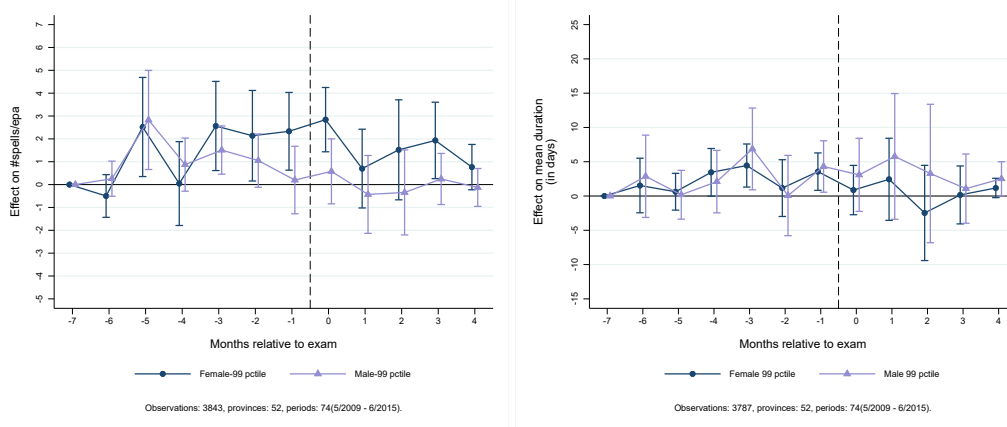 Effect on #spells/epa
7
6
5
4
3
2
1
0
-1
-2
-3
-4
-5
-7 -6 -5 -4 -3 -2 -1 0 1 2 3 4
Months relative to exam
Female-99 pctile Male-99 pctile
Observations: 3843, provinces: 52, periods: 74(5/2009 - 6/2015).
Effect on mean duration
(in days)
25
20
15
10
5
0
-5
-10
-15
-7 -6 -5 -4 -3 -2 -1 0 1 2 3 4
Months relative to exam
Female 99 pctile Male 99 pctile
Observations: 3787, provinces: 52, periods: 74(5/2009 - 6/2015).